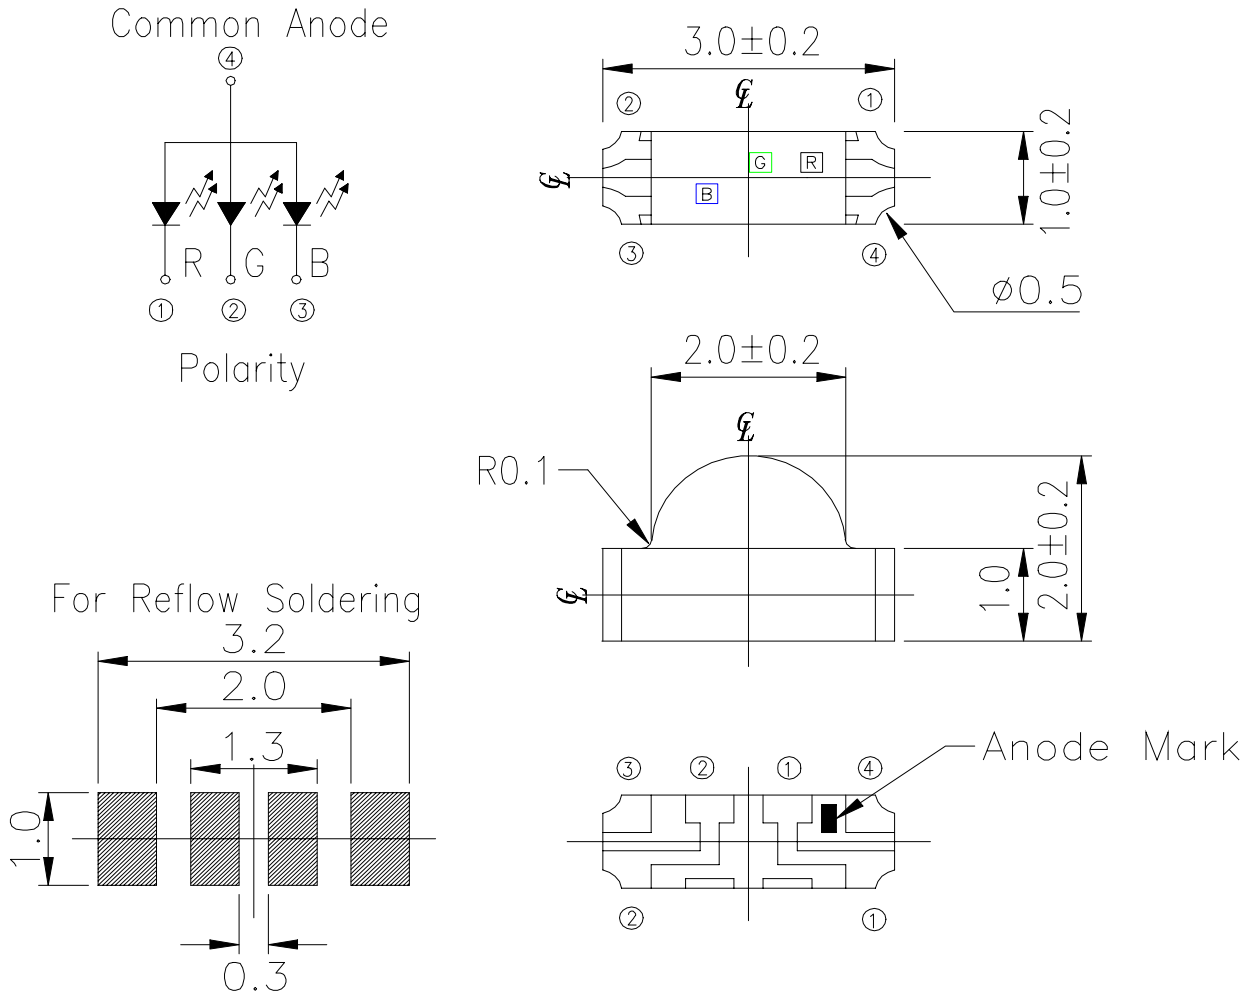 Common Anode
④
R G B
① ② ③
Polarity
3.0±0.2
℄
② ①
G R
B
℄
1.0±0.2
③ ④
ø0.5
2.0±0.2
℄
R0.1
2.0±0.2
1.0
℄
For Reflow Soldering
3.2
2.0
1.3
1.0
0.3
Anode Mark
③ ② ① ④
② ①